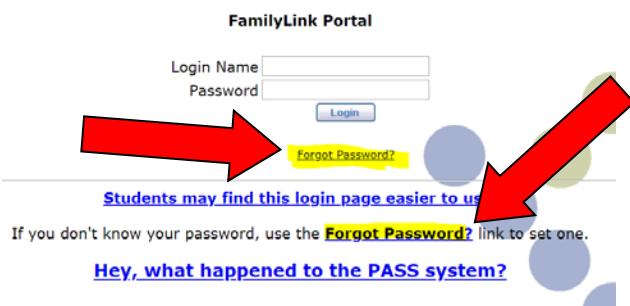 FamilyLink Portal
Login Name
Password
Login
Forgot Password?
Students may find this login page easier to us
If you don't know your password, use the Forgot Password? link to set one.
Hey, what happened to the PASS system?